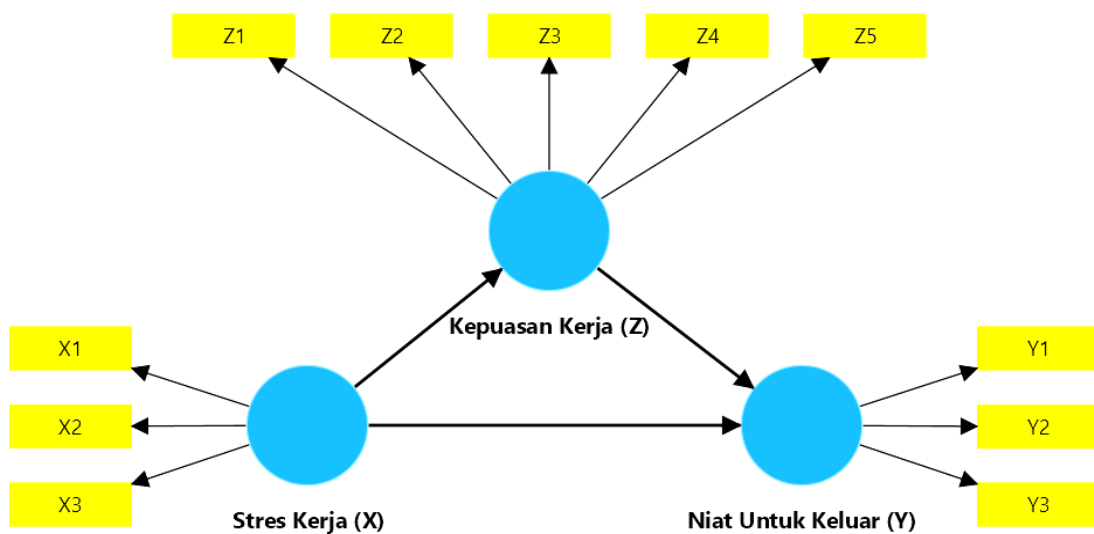 Z1
Z2
Z3
Z4
Z5
Kepuasan Kerja (Z)
X1
X2
X3
Y1
Y2
Y3
Stres Kerja (X)
Niat Untuk Keluar (Y)